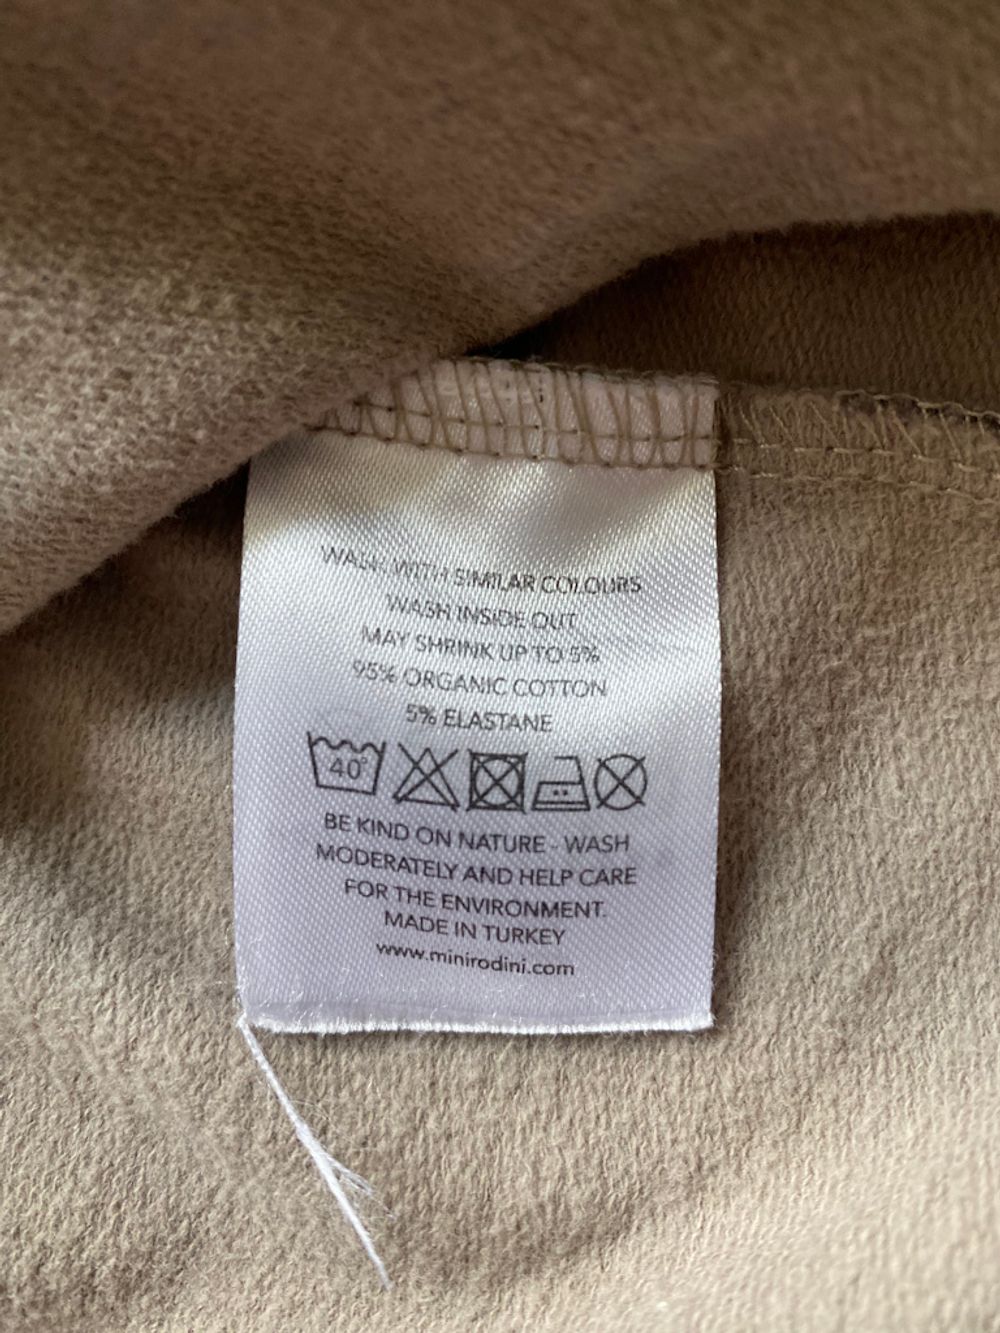 WASH WITH SIMILAR COLOURS
WASH INSIDE OUT
MAY SHRINK UP TO 5%
95% ORGANIC COTTON
5% ELASTANE
40°
BE KIND ON NATURE - WASH
MODERATELY AND HELP CARE
FOR THE ENVIRONMENT.
MADE IN TURKEY
www.minirodini.com